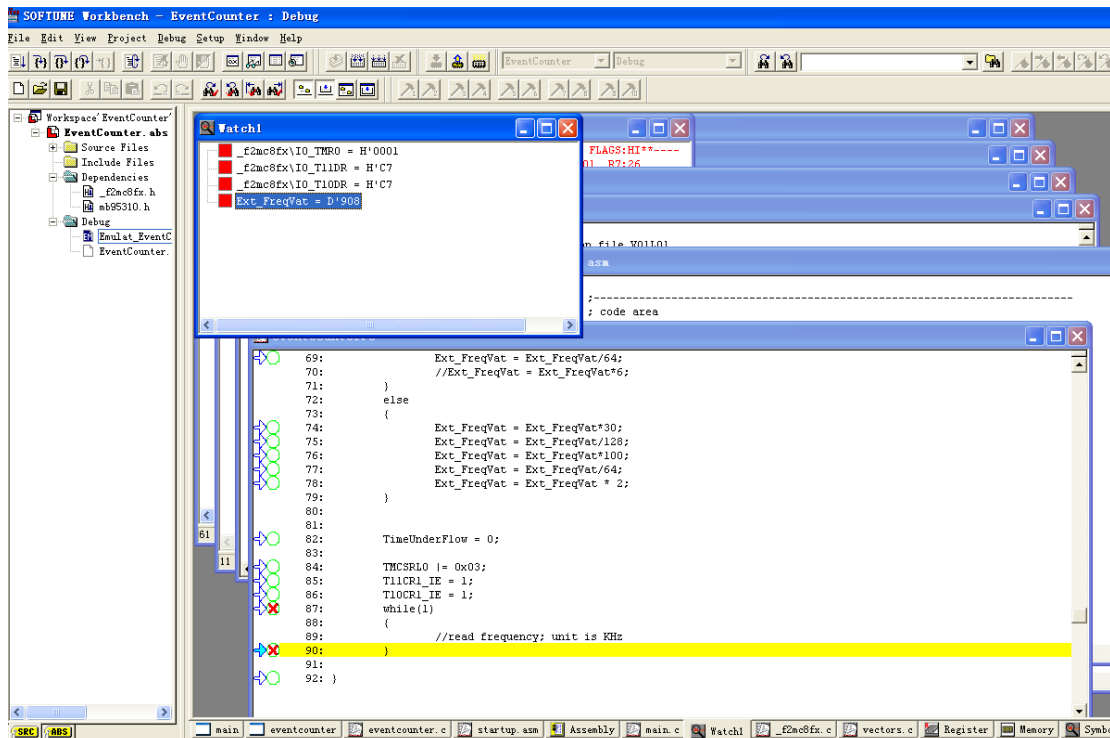 SOFTUNE Workbench - EventCounter : Debug
File Edit View Project Debug Setup Window Help
EventCounter Debug
Workspace'EventCounter'
EventCounter.abs
Source Files
Include Files
Dependencies
_f2mc8fx.h
mb95310.h
Debug
Emulat_EventC
EventCounter.
Watch1
_f2mc8fx\IO_TMR0 = H'0001
_f2mc8fx\IO_T11DR = H'C7
_f2mc8fx\IO_T10DR = H'C7
Ext_FreqVat = D'908
FLAGS:HI**----
R7:26
on file V01L01
asm
;---------------------------------------------------------------------------
; code area
69: Ext_FreqVat = Ext_FreqVat/64;
70: //Ext_FreqVat = Ext_FreqVat*6;
71: }
72: else
73: {
74: Ext_FreqVat = Ext_FreqVat*30;
75: Ext_FreqVat = Ext_FreqVat/128;
76: Ext_FreqVat = Ext_FreqVat*100;
77: Ext_FreqVat = Ext_FreqVat/64;
78: Ext_FreqVat = Ext_FreqVat * 2;
79: }
80:
81:
82: TimeUnderFlow = 0;
83:
84: TMCSRL0 |= 0x03;
85: T11CR1_IE = 1;
86: T10CR1_IE = 1;
87: while(1)
88: {
89: //read frequency; unit is KHz
90: }
91:
92: }
61
11
SRC ABS
main eventcounter eventcounter.c startup.asm Assembly main.c Watch1 _f2mc8fx.c vectors.c Register Memory Symbo